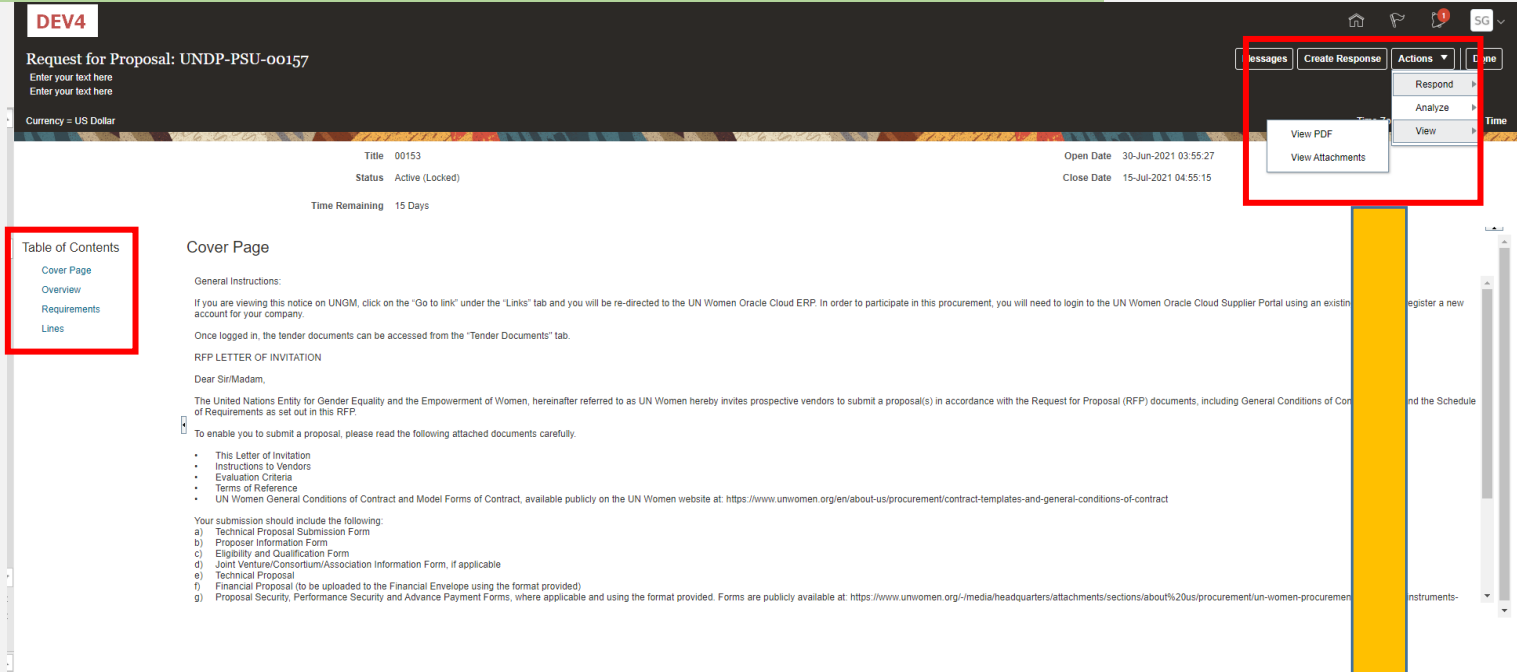 DEV4
1
SG
Request for Proposal: UNDP-PSU-00157
Messages
Create Response
Actions
Done
Enter your text here
Enter your text here
Respond
Analyze
View
View PDF
View Attachments
Currency = US Dollar
Time
Title 00153
Open Date 30-Jun-2021 03:55:27
Status Active (Locked)
Close Date 15-Jul-2021 04:55:15
Time Remaining 15 Days
Table of Contents
Cover Page
Overview
Requirements
Lines
Cover Page
General Instructions:
If you are viewing this notice on UNGM, click on the “Go to link” under the “Links” tab and you will be re-directed to the UN Women Oracle Cloud ERP. In order to participate in this procurement, you will need to login to the UN Women Oracle Cloud Supplier Portal using an existing register a new
account for your company.
Once logged in, the tender documents can be accessed from the “Tender Documents” tab.
RFP LETTER OF INVITATION
Dear Sir/Madam,
The United Nations Entity for Gender Equality and the Empowerment of Women, hereinafter referred to as UN Women hereby invites prospective vendors to submit a proposal(s) in accordance with the Request for Proposal (RFP) documents, including General Conditions of and the Schedule
of Requirements as set out in this RFP.
To enable you to submit a proposal, please read the following attached documents carefully.
• This Letter of Invitation
• Instructions to Vendors
• Evaluation Criteria
• Terms of Reference
• UN Women General Conditions of Contract and Model Forms of Contract, available publicly on the UN Women website at: https://www.unwomen.org/en/about-us/procurement/contract-templates-and-general-conditions-of-contract
Your submission should include the following:
a) Technical Proposal Submission Form
b) Proposer Information Form
c) Eligibility and Qualification Form
d) Joint Venture/Consortium/Association Information Form, if applicable
e) Technical Proposal
f) Financial Proposal (to be uploaded to the Financial Envelope using the format provided)
g) Proposal Security, Performance Security and Advance Payment Forms, where applicable and using the format provided. Forms are publicly available at: https://www.unwomen.org/-/media/headquarters/attachments/sections/about%20us/procurement/un-women-procuremen nstruments-